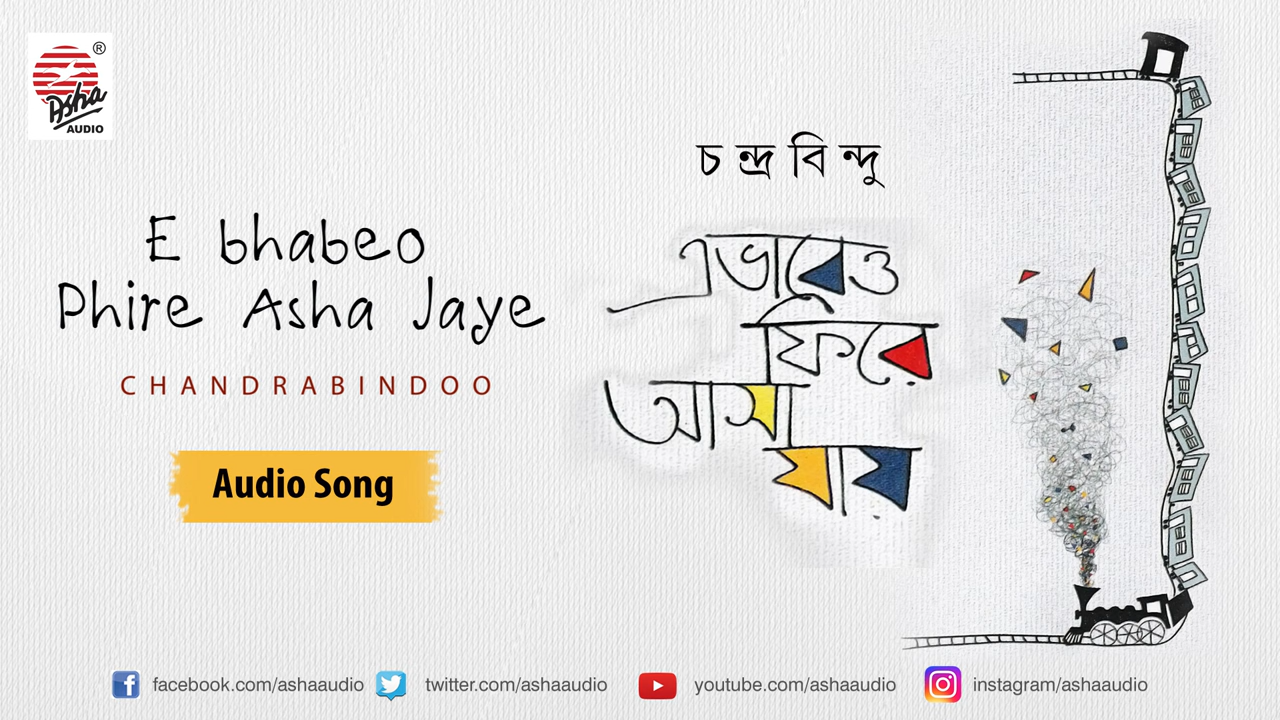 Asha ®
AUDIO
E bhabeo
Phire Asha Jaye
CHANDRABINDOO
Audio Song
চন্দ্রবিন্দু
এভাবেও
ফিরে
আসা
যায়
facebook.com/ashaaudio
twitter.com/ashaaudio
youtube.com/ashaaudio
instagram/ashaaudio